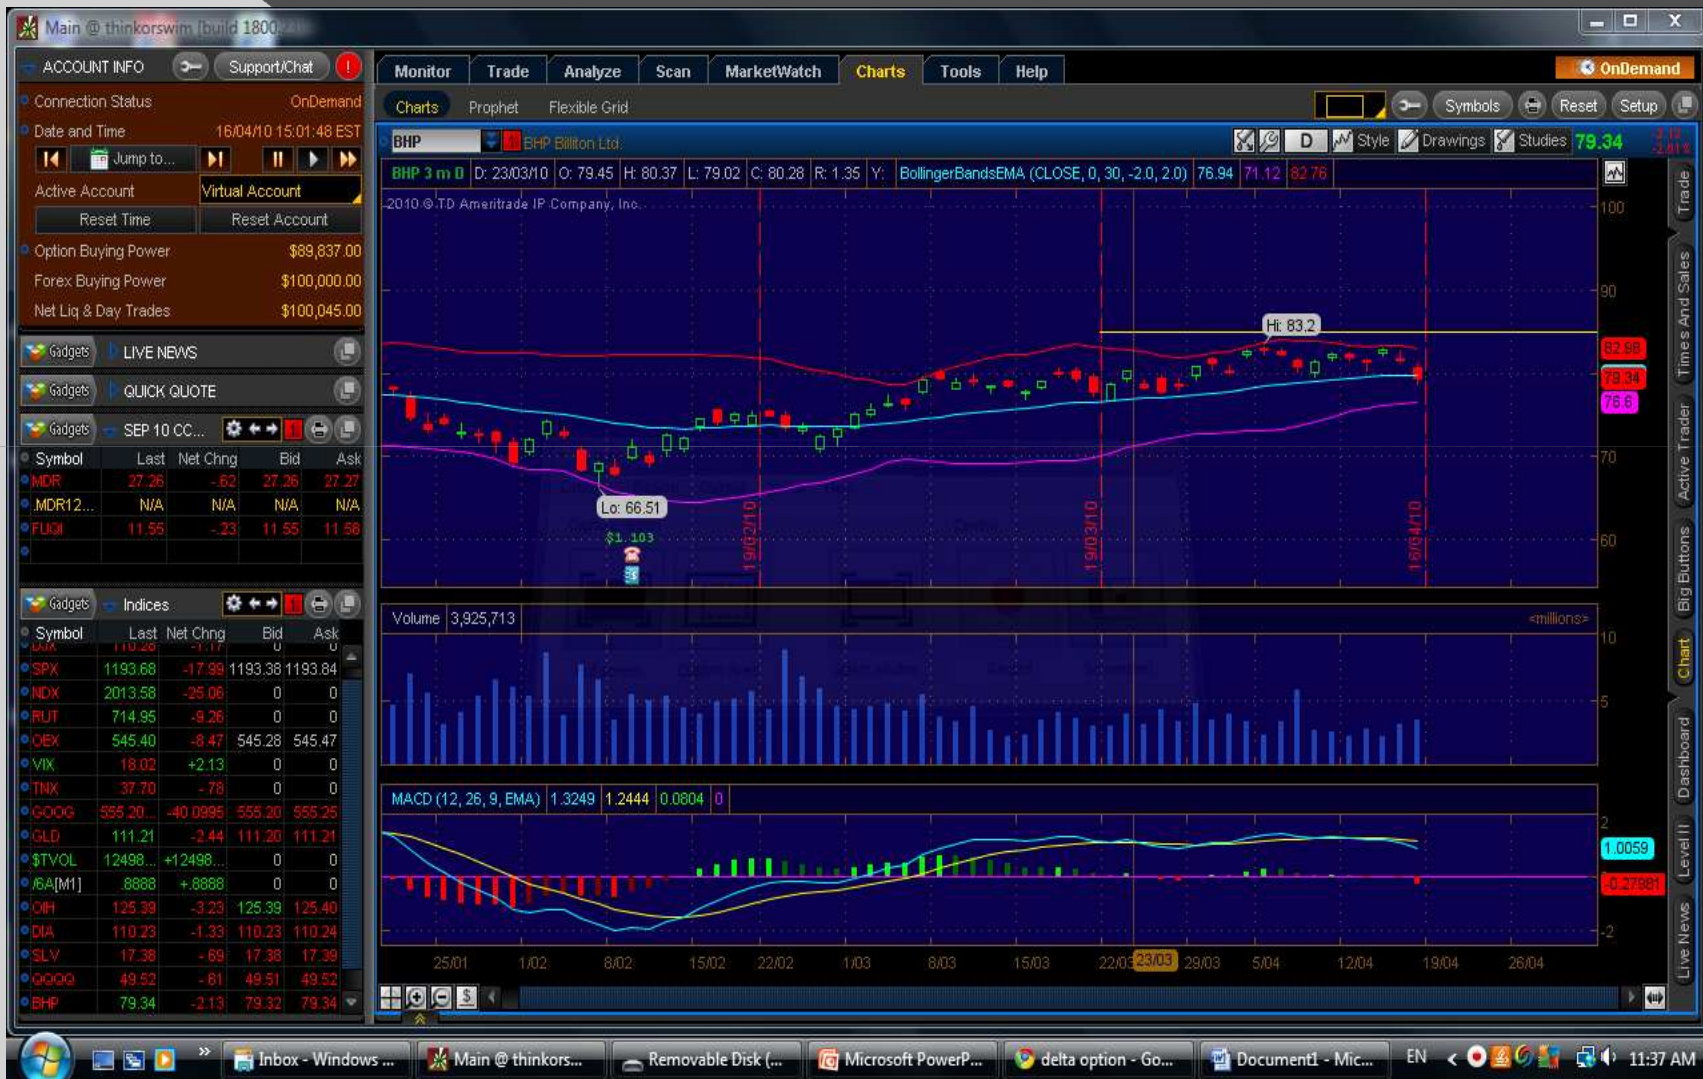 Main @ thinkorswim [build 1800.
ACCOUNT INFO Support/Chat !
Connection Status OnDemand
Date and Time 16/04/10 15:01:48 EST
Jump to...
Active Account Virtual Account
Reset Time Reset Account
Option Buying Power $89,837.00
Forex Buying Power $100,000.00
Net Liq & Day Trades $100,045.00
Gadgets LIVE NEWS
Gadgets QUICK QUOTE
Gadgets SEP 10 CC... 1
Symbol Last Net Chng Bid Ask
MDR 27.26 -.62 27.26 27.27
.MDR12... N/A N/A N/A N/A
FUQI 11.55 -.23 11.55 11.58
Gadgets Indices 1
Symbol Last Net Chng Bid Ask
DJX 110.28 -1.17 0 0
SPX 1193.68 -17.99 1193.38 1193.84
NDX 2013.58 -25.06 0 0
RUT 714.95 -9.26 0 0
OEX 545.40 -8.47 545.28 545.47
VIX 18.02 +2.13 0 0
TNX 37.70 -.78 0 0
GOOG 555.20... -40.0995 555.20 555.25
GLD 111.21 -2.44 111.20 111.21
$TVOL 12498... +12498... 0 0
/6A[M1] .8888 +.8888 0 0
OIH 125.39 -3.23 125.39 125.40
DIA 110.23 -1.33 110.23 110.24
SLV 17.38 -.69 17.38 17.39
QQQQ 49.52 -.61 49.51 49.52
BHP 79.34 -2.13 79.32 79.34
Monitor Trade Analyze Scan MarketWatch Charts Tools Help OnDemand
Charts Prophet Flexible Grid Symbols Reset Setup
BHP 1 BHP Billiton Ltd. D Style Drawings Studies 79.34
BHP 3 m D D: 23/03/10 O: 79.45 H: 80.37 L: 79.02 C: 80.28 R: 1.35 Y: BollingerBandsEMA (CLOSE, 0, 30, -2.0, 2.0) 76.94 71.12 82.76
2010 © TD Ameritrade IP Company, Inc.
100
90
Hi: 83.2
82.98
79.34
76.6
70
Lo: 66.51
$1.103
60
19/02/10
19/03/10
16/04/10
Volume 3,925,713 <millions>
10
5
MACD (12, 26, 9, EMA) 1.3249 1.2444 0.0804 0
2
1.0059
-0.27981
-2
25/01 1/02 8/02 15/02 22/02 1/03 8/03 15/03 22/03 23/03 29/03 5/04 12/04 19/04 26/04
Trade
Times And Sales
Active Trader
Big Buttons
Chart
Dashboard
Level II
Live News
Inbox - Windows ... Main @ thinkors... Removable Disk (... Microsoft PowerP... delta option - Go... Document1 - Mic... EN 11:37 AM